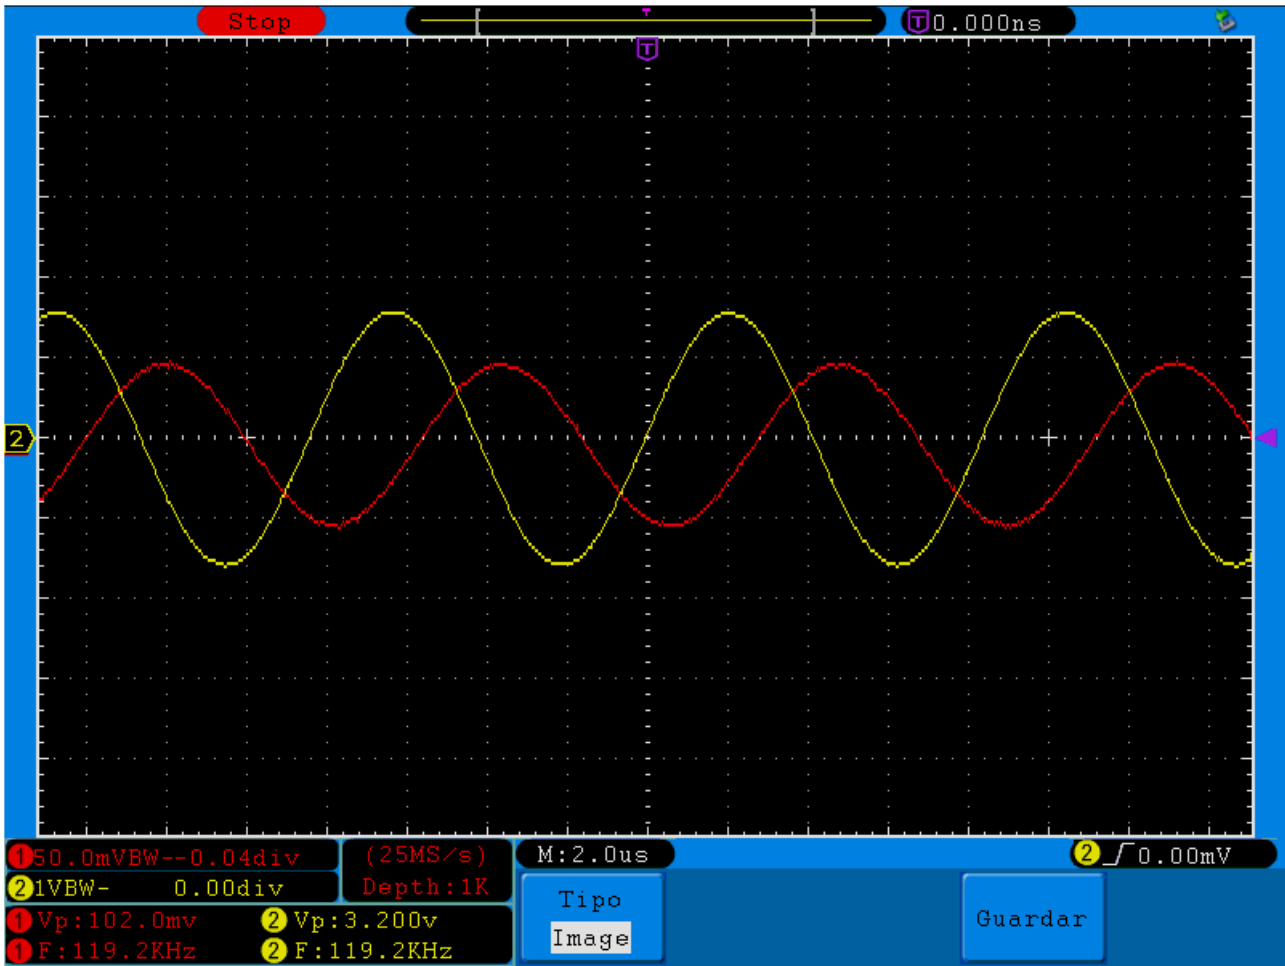 Stop
T 0.000ns
T
2
1 50.0mVBW--0.04div
(25MS/s)
M:2.0us
2 0.00mV
2 1VBW- 0.00div
Depth:1K
1 Vp:102.0mv 2 Vp:3.200v
1 F:119.2KHz 2 F:119.2KHz
Tipo
Image
Guardar